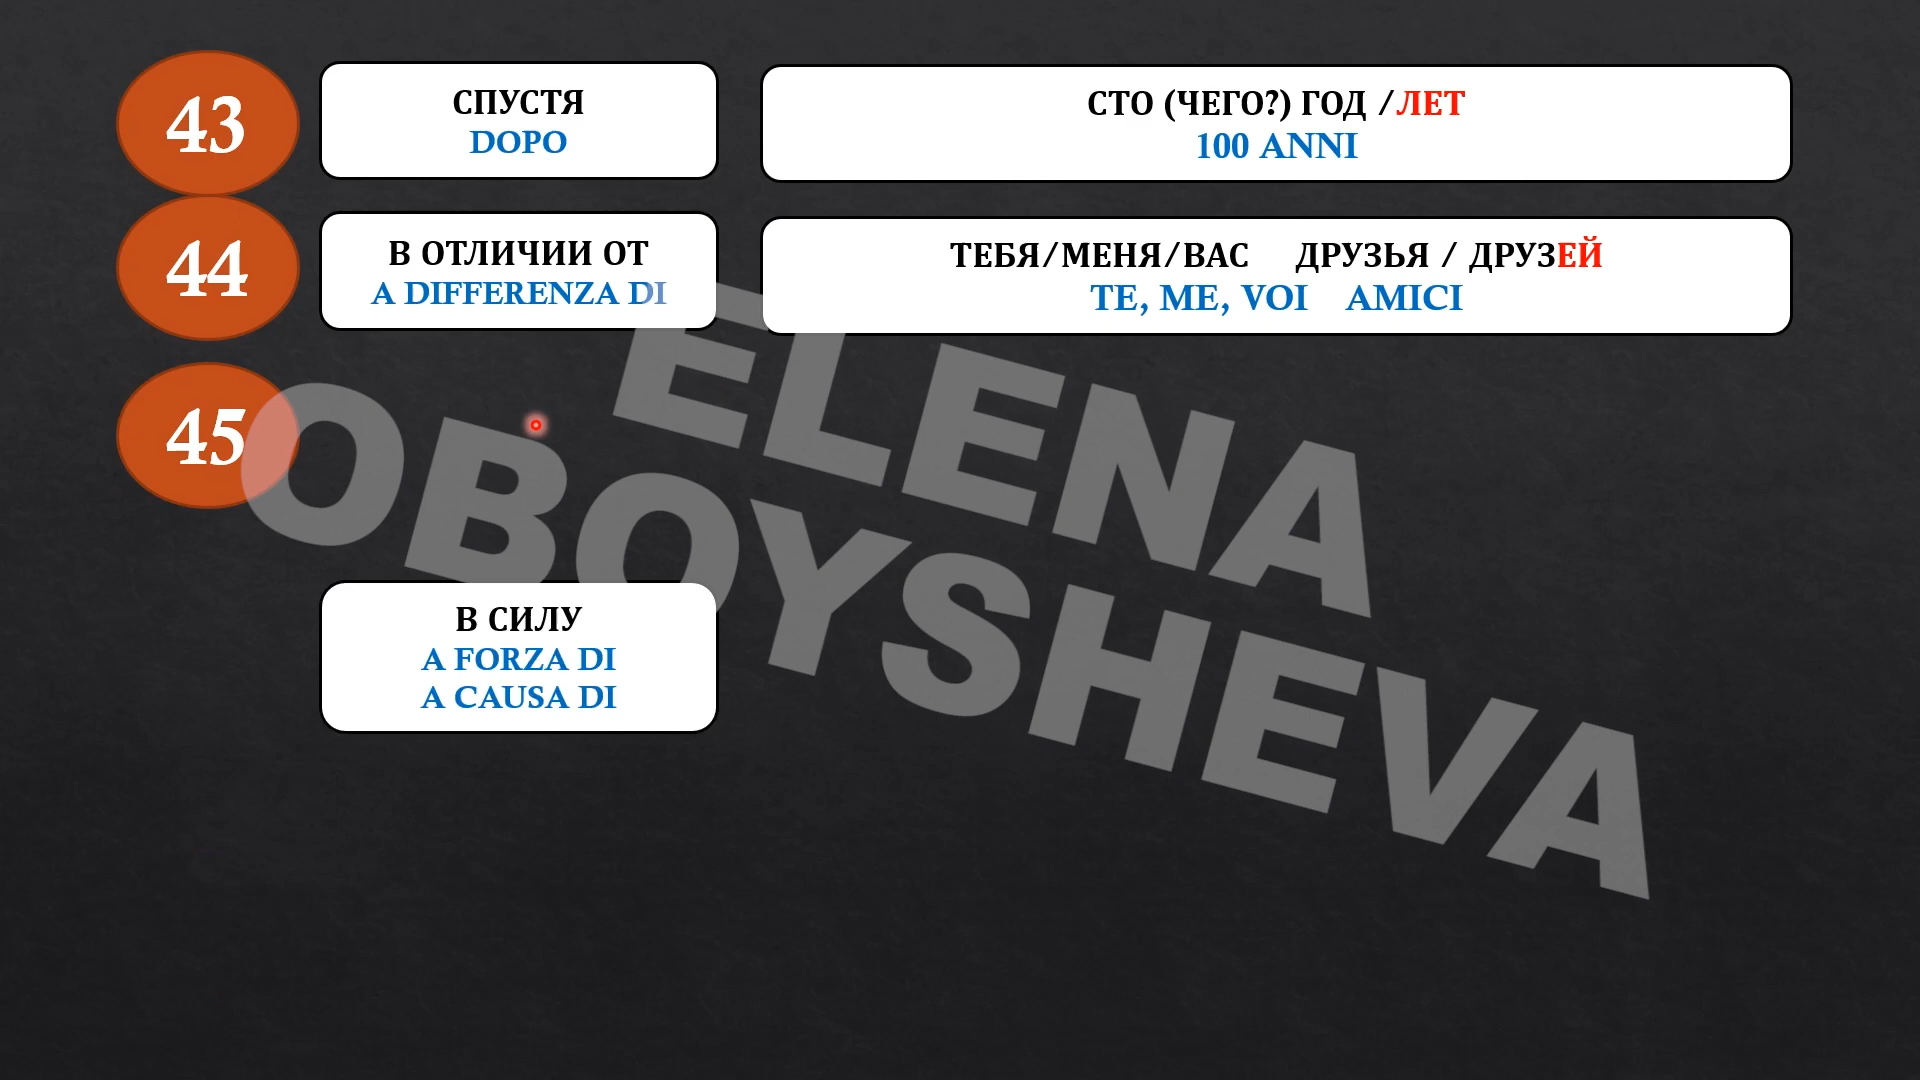 43
СПУСТЯ
DOPO
СТО (ЧЕГО?) ГОД /ЛЕТ
100 ANNI
44
В ОТЛИЧИИ ОТ
A DIFFERENZA DI
ТЕБЯ/МЕНЯ/ВАС ДРУЗЬЯ / ДРУЗЕЙ
TE, ME, VOI AMICI
45
В СИЛУ
A FORZA DI
A CAUSA DI
ELENA
OBOYSHEVA